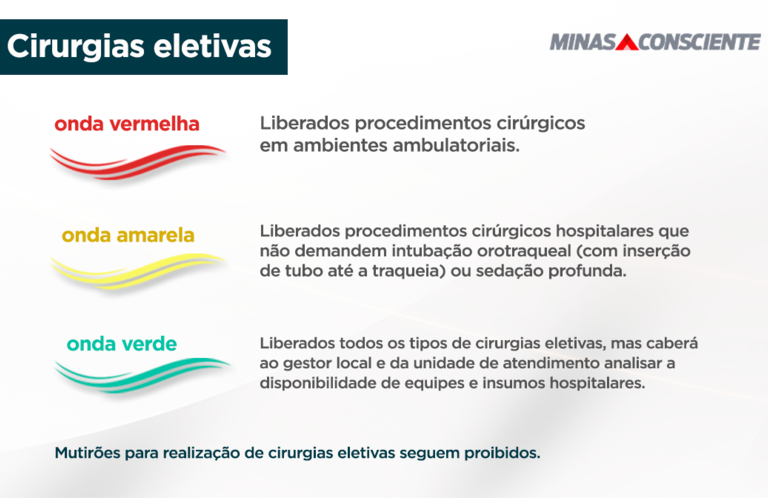 Cirurgias eletivas
MINAS CONSCIENTE
onda vermelha
Liberados procedimentos cirúrgicos
em ambientes ambulatoriais.
onda amarela
Liberados procedimentos cirúrgicos hospitalares que
não demandem intubação orotraqueal (com inserção
de tubo até a traqueia) ou sedação profunda.
onda verde
Liberados todos os tipos de cirurgias eletivas, mas caberá
ao gestor local e da unidade de atendimento analisar a
disponibilidade de equipes e insumos hospitalares.
Mutirões para realização de cirurgias eletivas seguem proibidos.